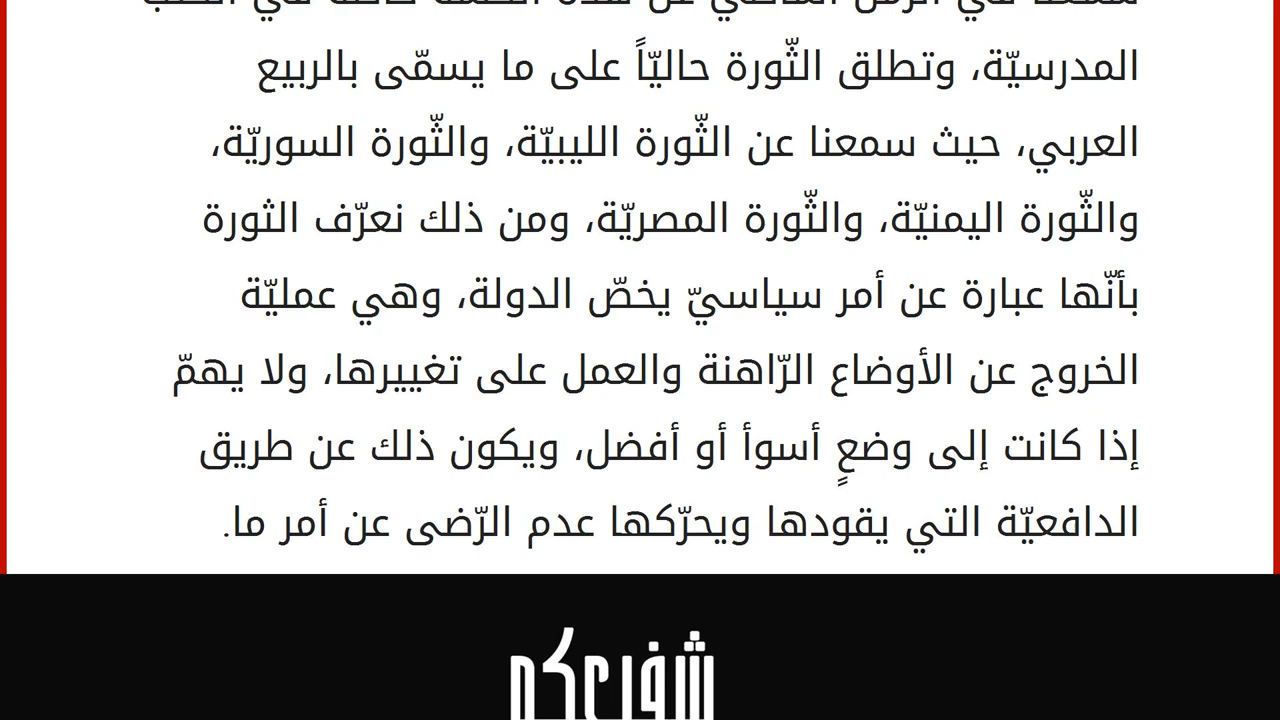 المدرسيّة، وتطلق الثّورة حاليّاً على ما يسمّى بالربيع
العربي، حيث سمعنا عن الثّورة الليبيّة، والثّورة السوريّة،
والثّورة اليمنيّة، والثّورة المصريّة، ومن ذلك نعرّف الثورة
بأنّها عبارة عن أمر سياسيّ يخصّ الدولة، وهي عمليّة
الخروج عن الأوضاع الرّاهنة والعمل على تغييرها، ولا يهمّ
إذا كانت إلى وضعٍ أسوأ أو أفضل، ويكون ذلك عن طريق
الدافعيّة التي يقودها ويحرّكها عدم الرّضى عن أمر ما.